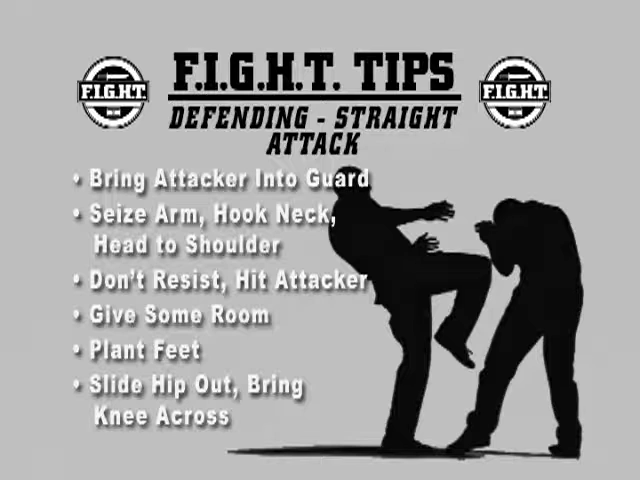 F.I.G.H.T. TIPS
F.I.G.H.T.
F.I.G.H.T.
DEFENDING - STRAIGHT
ATTACK
• Bring Attacker Into Guard
• Seize Arm, Hook Neck,
Head to Shoulder
• Don't Resist, Hit Attacker
• Give Some Room
• Plant Feet
• Slide Hip Out, Bring
Knee Across